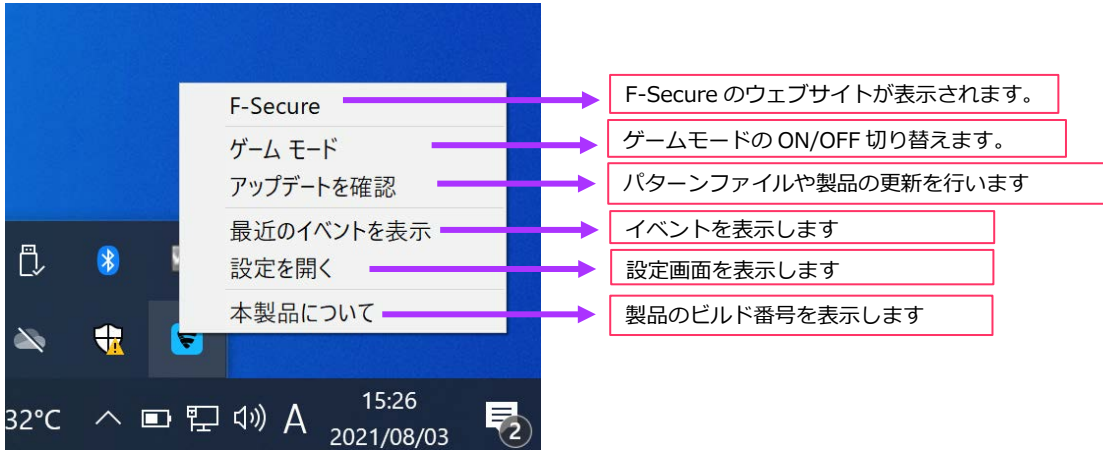 F-Secure
F-Secure のウェブサイトが表示されます。
ゲーム モード
ゲームモードの ON/OFF 切り替えます。
アップデートを確認
パターンファイルや製品の更新を行います
最近のイベントを表示
イベントを表示します
設定を開く
設定画面を表示します
本製品について
製品のビルド番号を表示します
32°C
A
15:26
2021/08/03
2